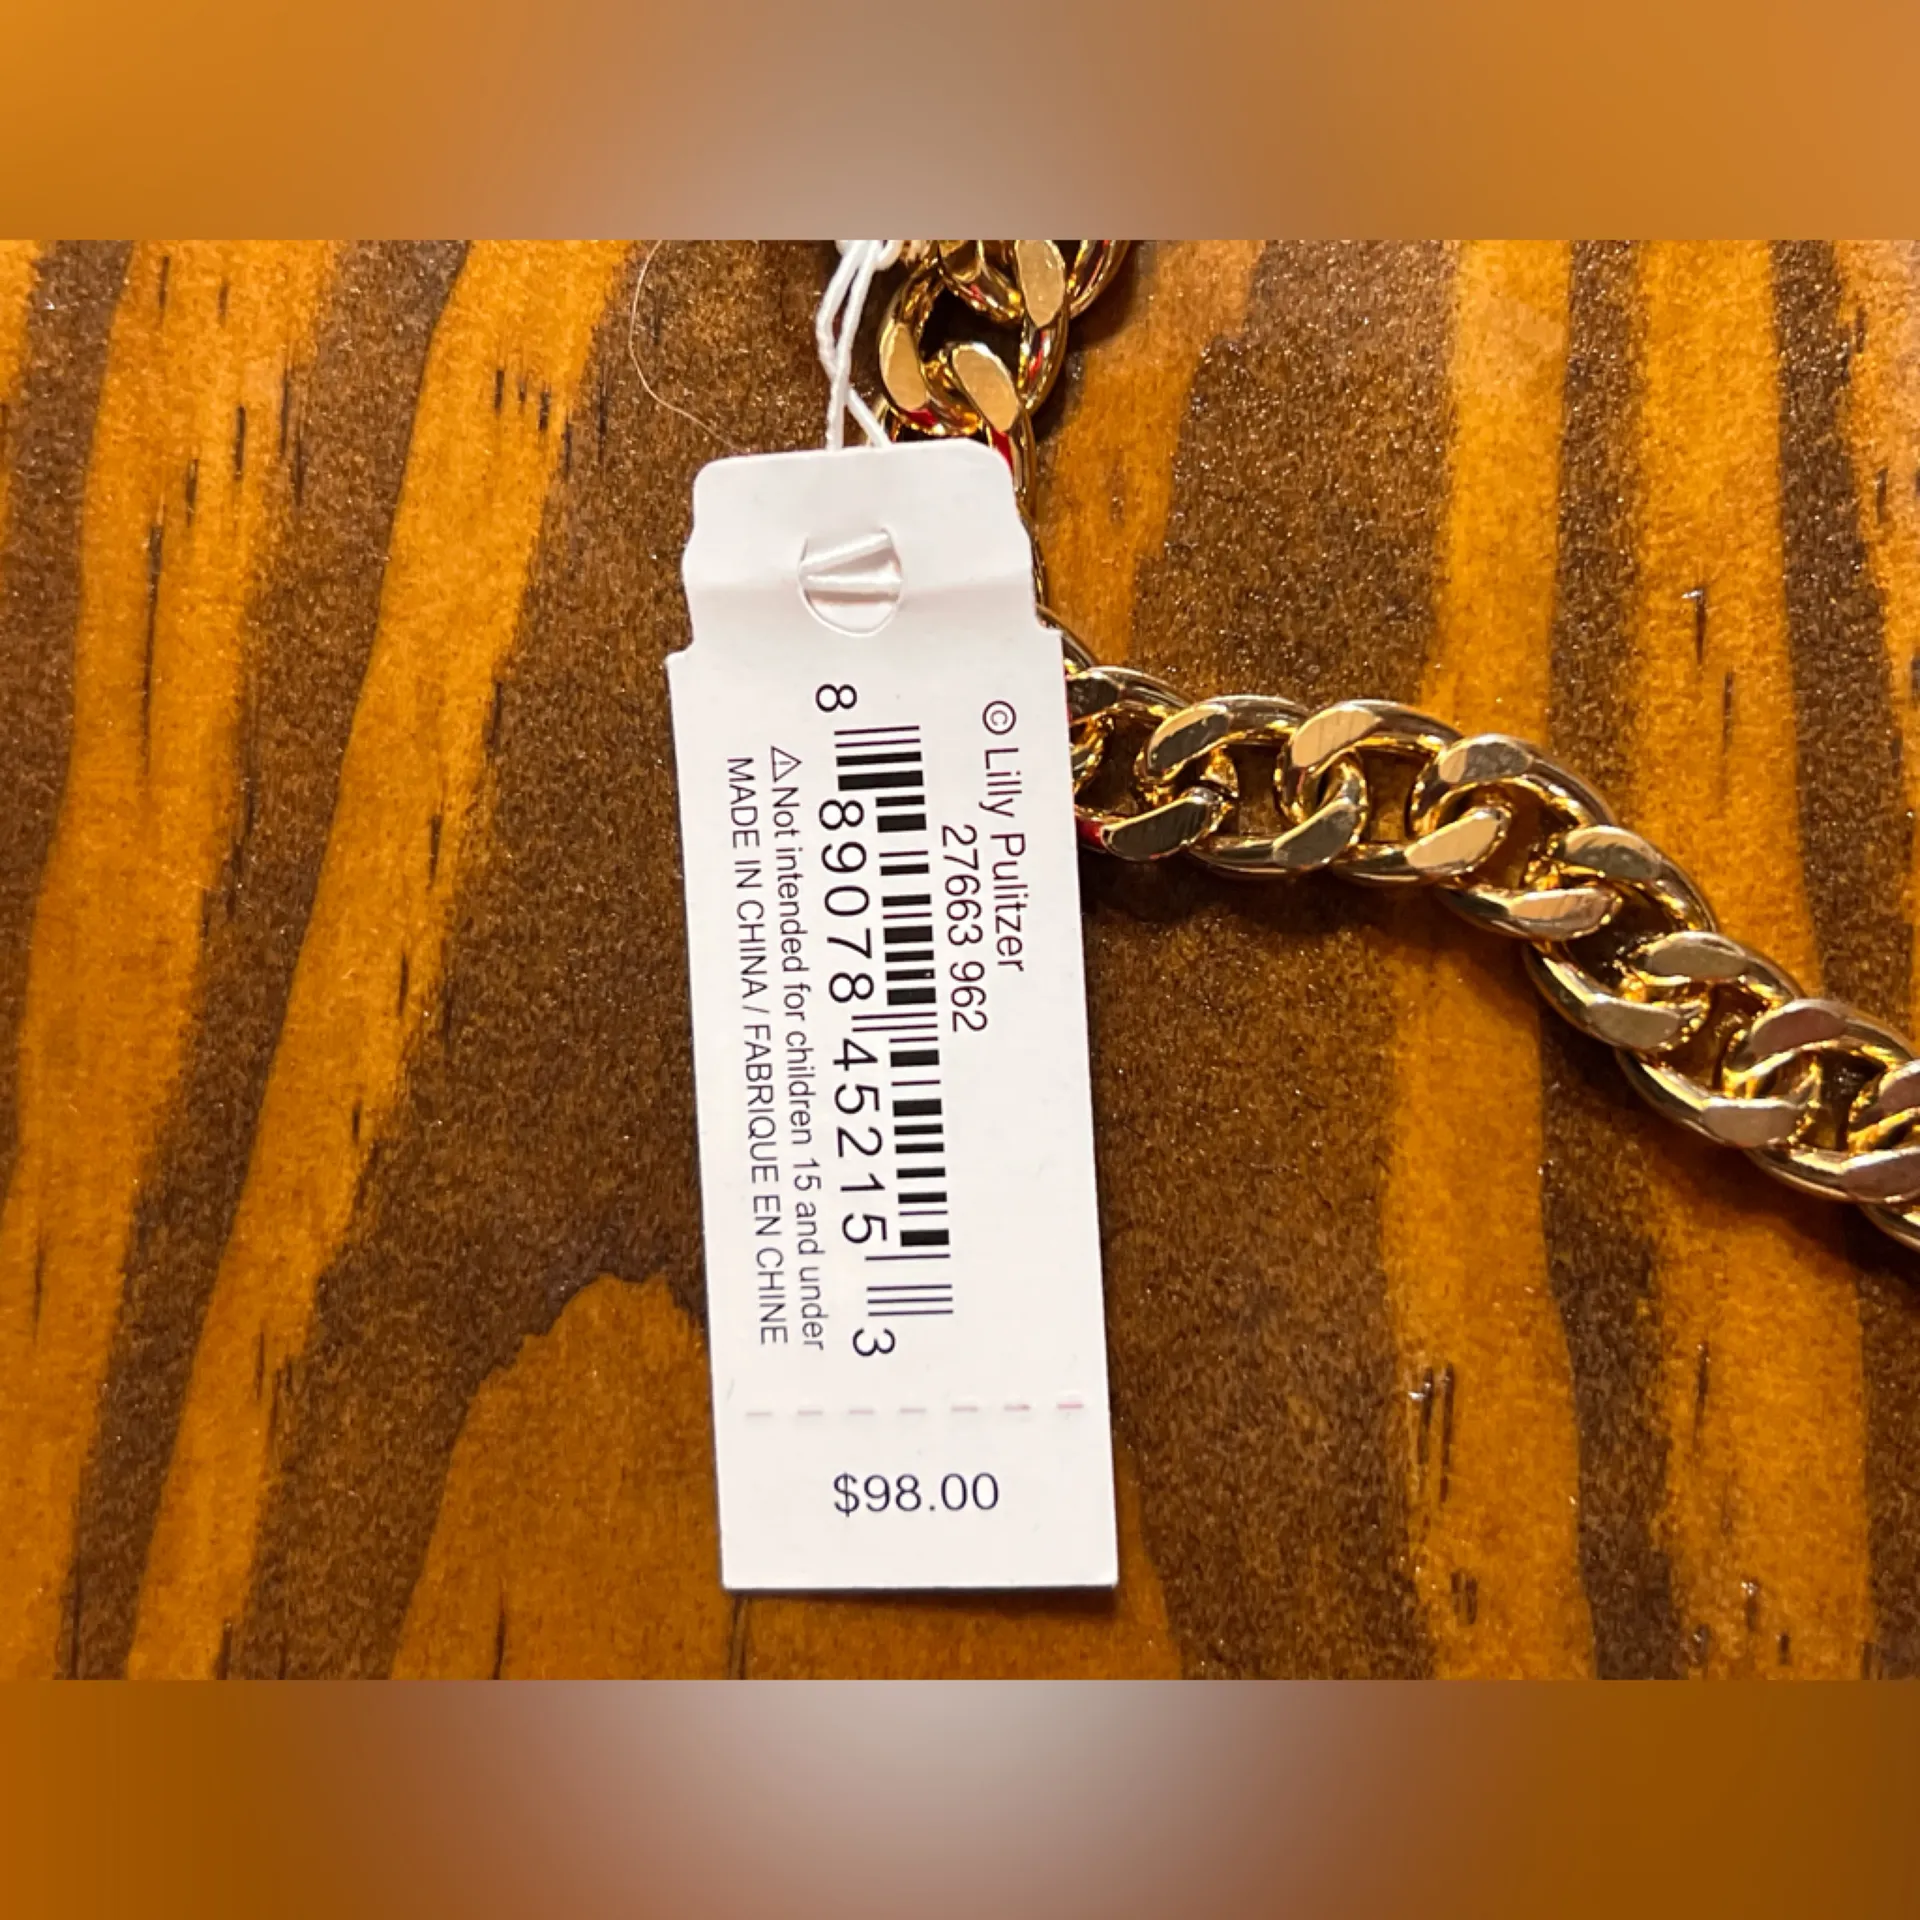 © Lilly Pulitzer
27663 962
8 89078 45215 3
⚠Not intended for children 15 and under
MADE IN CHINA / FABRIQUE EN CHINE
$98.00